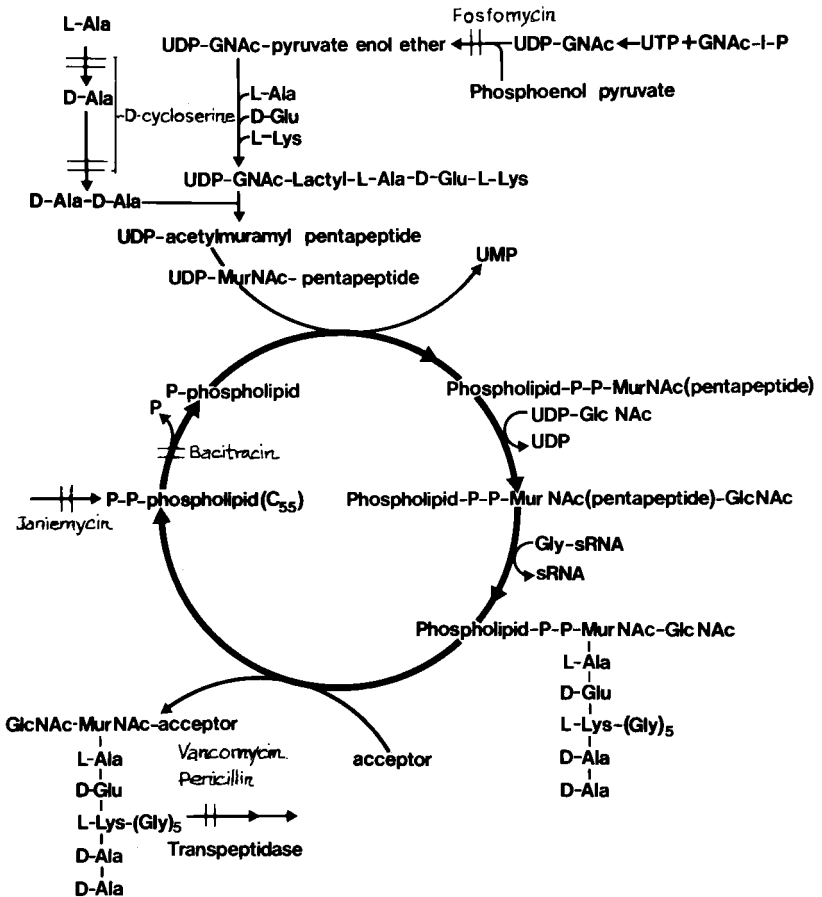 Fosfomycin
L-Ala
UDP-GNAc-pyruvate enol ether
UDP-GNAc
UTP+GNAc-I-P
Phosphoenol pyruvate
D-Ala
D-cycloserine
L-Ala
D-Glu
L-Lys
UDP-GNAc-Lactyl-L-Ala-D-Glu-L-Lys
D-Ala-D-Ala
UDP-acetylmuramyl pentapeptide
UMP
UDP-MurNAc-pentapeptide
P-phospholipid
Phospholipid-P-P-MurNAc(pentapeptide)
P
UDP-Glc NAc
UDP
Bacitracin
P-P-phospholipid(C55)
Phospholipid-P-P-Mur NAc(pentapeptide)-GlcNAc
Janiemycin
Gly-sRNA
sRNA
Phospholipid-P-P-Mur NAc-Glc NAc
L-Ala
D-Glu
L-Lys-(Gly)5
D-Ala
D-Ala
GlcNAc-Mur NAc-acceptor
L-Ala
D-Glu
L-Lys-(Gly)5
D-Ala
D-Ala
Vancomycin
Penicillin
Transpeptidase
acceptor